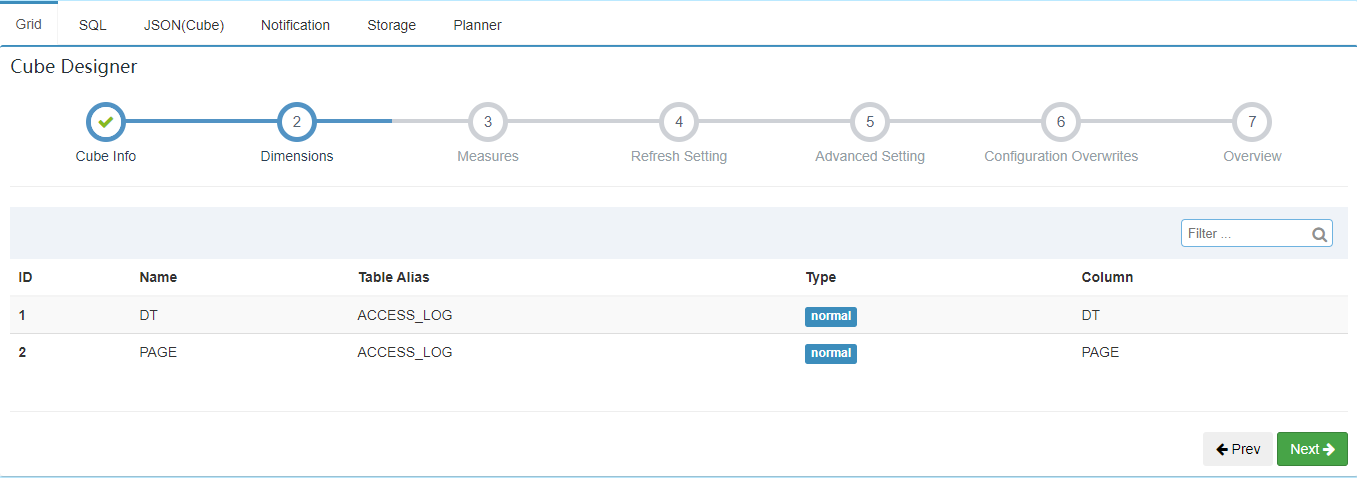 Grid SQL JSON(Cube) Notification Storage Planner
Cube Designer
2 3 4 5 6 7
Cube Info Dimensions Measures Refresh Setting Advanced Setting Configuration Overwrites Overview
Filter ...
ID Name Table Alias Type Column
1 DT ACCESS_LOG normal DT
2 PAGE ACCESS_LOG normal PAGE
Prev Next